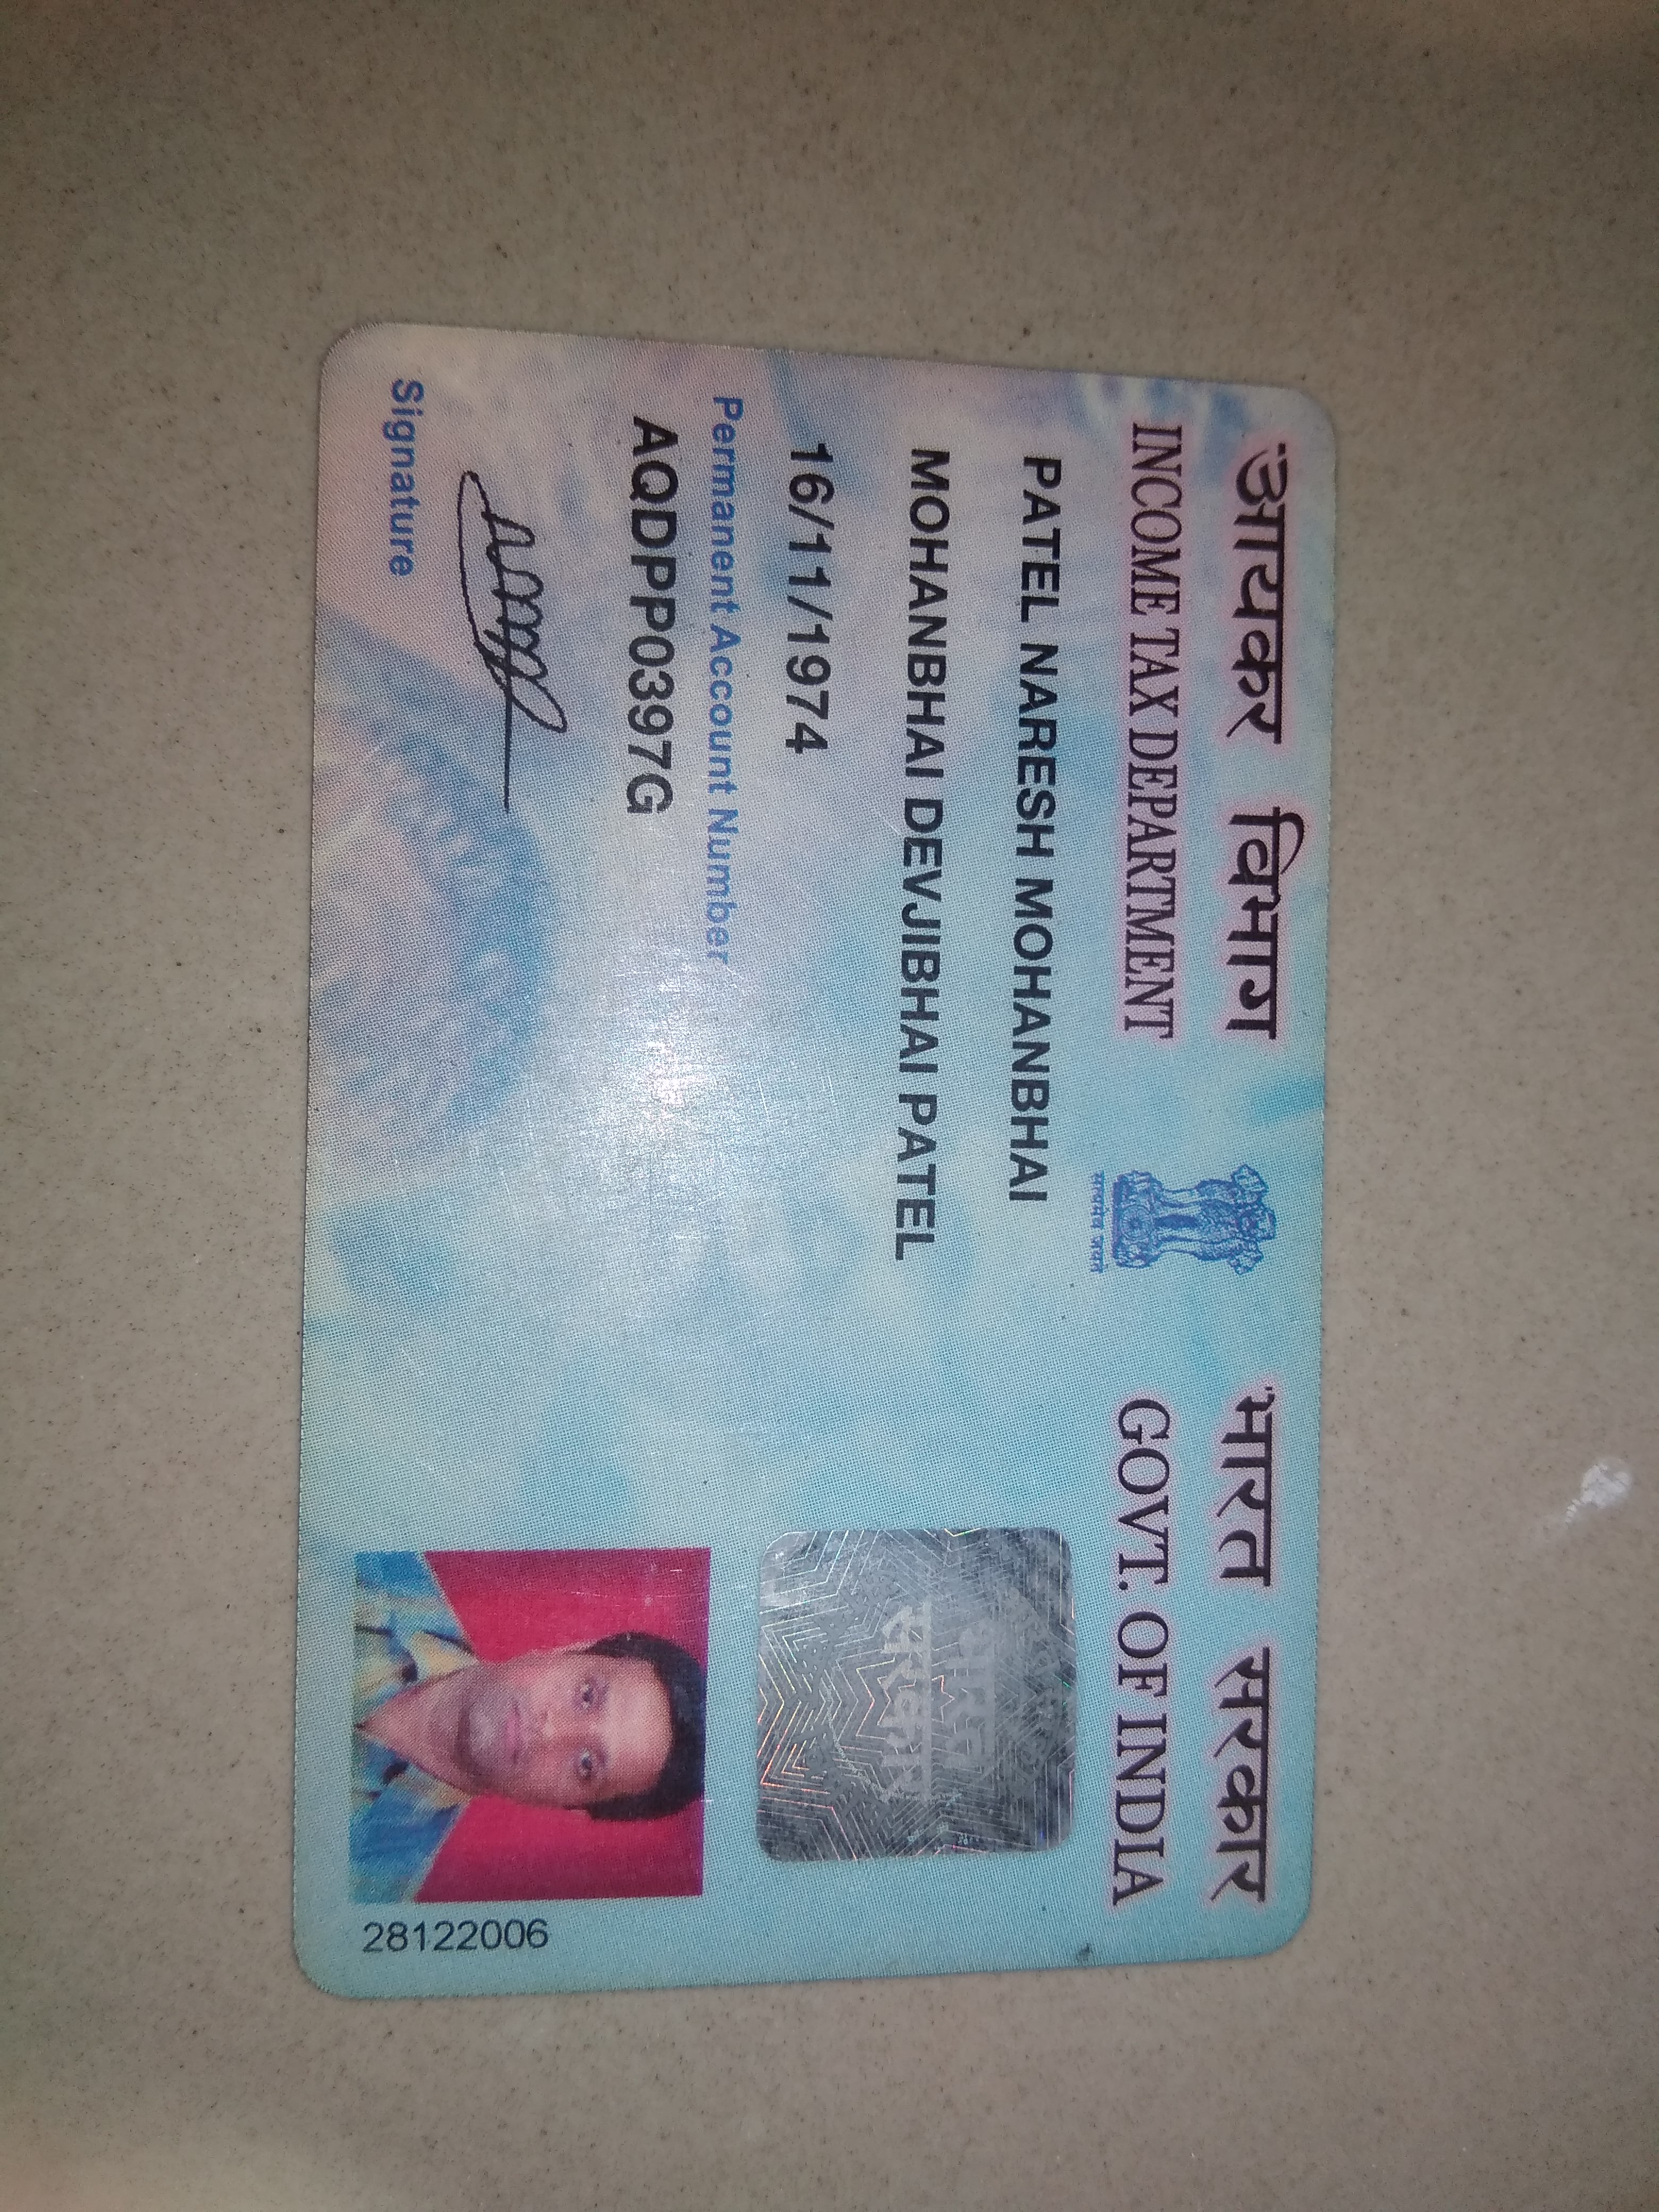 आयकर विभाग
INCOME TAX DEPARTMENT
सत्यमेव जयते
भारत सरकार
GOVT. OF INDIA
PATEL NARESH MOHANBHAI
MOHANBHAI DEVJIBHAI PATEL
16/11/1974
Permanent Account Number
AQDPP0397G
Signature
भारत
सरकार
28122006